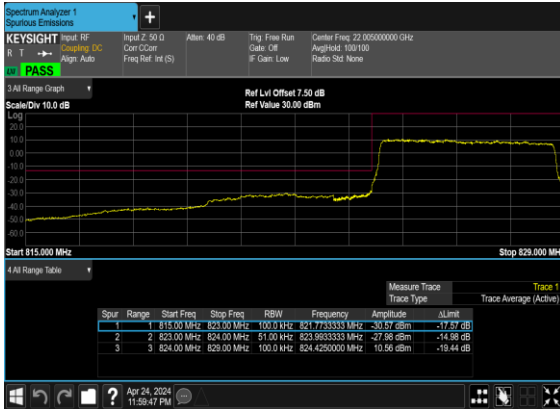 Spectrum Analyzer 1
Spurious Emissions
KEYSIGHT Input: RF Input Z: 50 Ω Atten: 40 dB Trig: Free Run Center Freq: 22.005000000 GHz
R T Coupling: DC Corr CCorr Gate: Off Avg|Hold: 100/100
Align: Auto Freq Ref: Int (S) IF Gain: Low Radio Std: None
PASS
3 All Range Graph
Ref Lvl Offset 7.50 dB
Scale/Div 10.0 dB Ref Value 30.00 dBm
Log
20.0
10.0
0.00
-10.0
-20.0
-30.0
-40.0
-50.0
-60.0
Start 815.000 MHz Stop 829.000 MH
4 All Range Table
Measure Trace Trace 1
Trace Type Trace Average (Active)
Spur Range Start Freq Stop Freq RBW Frequency Amplitude ΔLimit
1 1 815.00 MHz 823.00 MHz 100.0 kHz 821.7733333 MHz -30.57 dBm -17.57 dB
2 2 823.00 MHz 824.00 MHz 51.00 kHz 823.9933333 MHz -27.98 dBm -14.98 dB
3 3 824.00 MHz 829.00 MHz 100.0 kHz 824.4250000 MHz 10.56 dBm -19.44 dB
Apr 24, 2024
11:59:47 PM